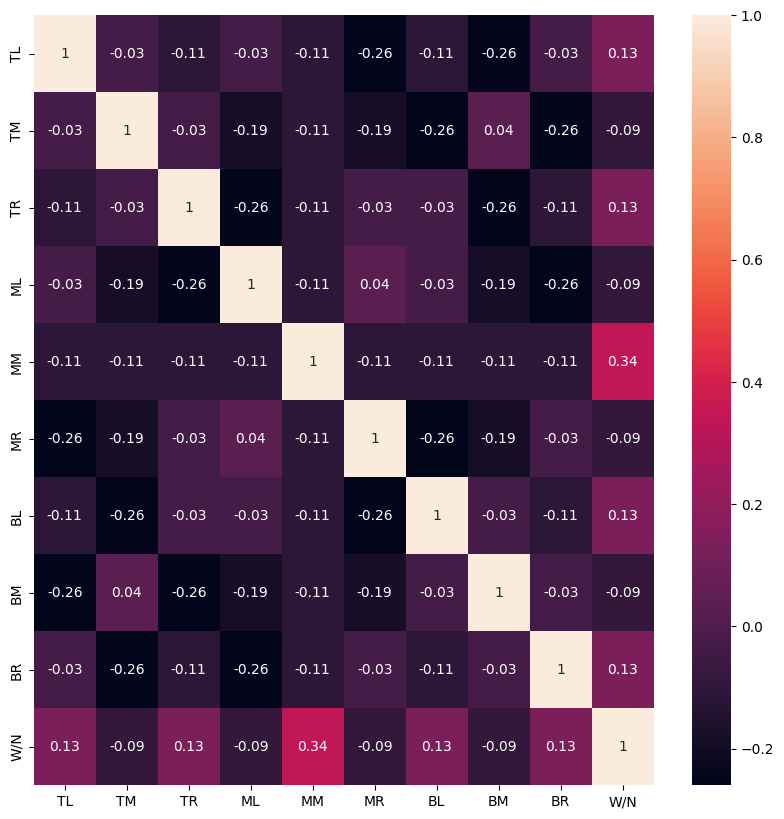 TL 1 -0.03 -0.11 -0.03 -0.11 -0.26 -0.11 -0.26 -0.03 0.13
TM -0.03 1 -0.03 -0.19 -0.11 -0.19 -0.26 0.04 -0.26 -0.09
TR -0.11 -0.03 1 -0.26 -0.11 -0.03 -0.03 -0.26 -0.11 0.13
ML -0.03 -0.19 -0.26 1 -0.11 0.04 -0.03 -0.19 -0.26 -0.09
MM -0.11 -0.11 -0.11 -0.11 1 -0.11 -0.11 -0.11 -0.11 0.34
MR -0.26 -0.19 -0.03 0.04 -0.11 1 -0.26 -0.19 -0.03 -0.09
BL -0.11 -0.26 -0.03 -0.03 -0.11 -0.26 1 -0.03 -0.11 0.13
BM -0.26 0.04 -0.26 -0.19 -0.11 -0.19 -0.03 1 -0.03 -0.09
BR -0.03 -0.26 -0.11 -0.26 -0.11 -0.03 -0.11 -0.03 1 0.13
W/N 0.13 -0.09 0.13 -0.09 0.34 -0.09 0.13 -0.09 0.13 1
TL TM TR ML MM MR BL BM BR W/N
1.0
0.8
0.6
0.4
0.2
0.0
−0.2